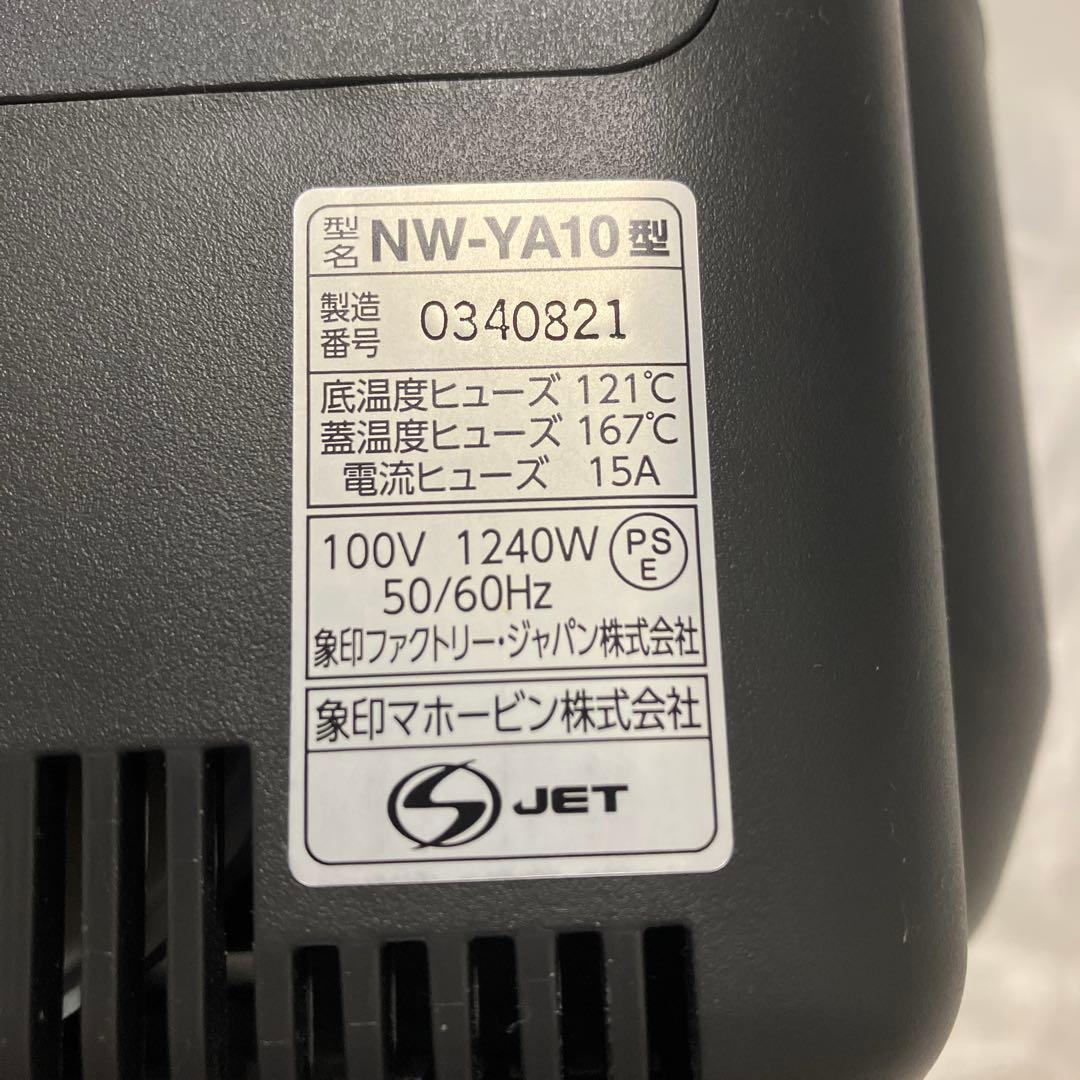 型名 NW-YA10型
製造番号 0340821
底温度ヒューズ 121℃
蓋温度ヒューズ 167℃
電流ヒューズ 15A
100V 1240W PSE
50/60Hz
象印ファクトリー・ジャパン株式会社
象印マホービン株式会社
S JET